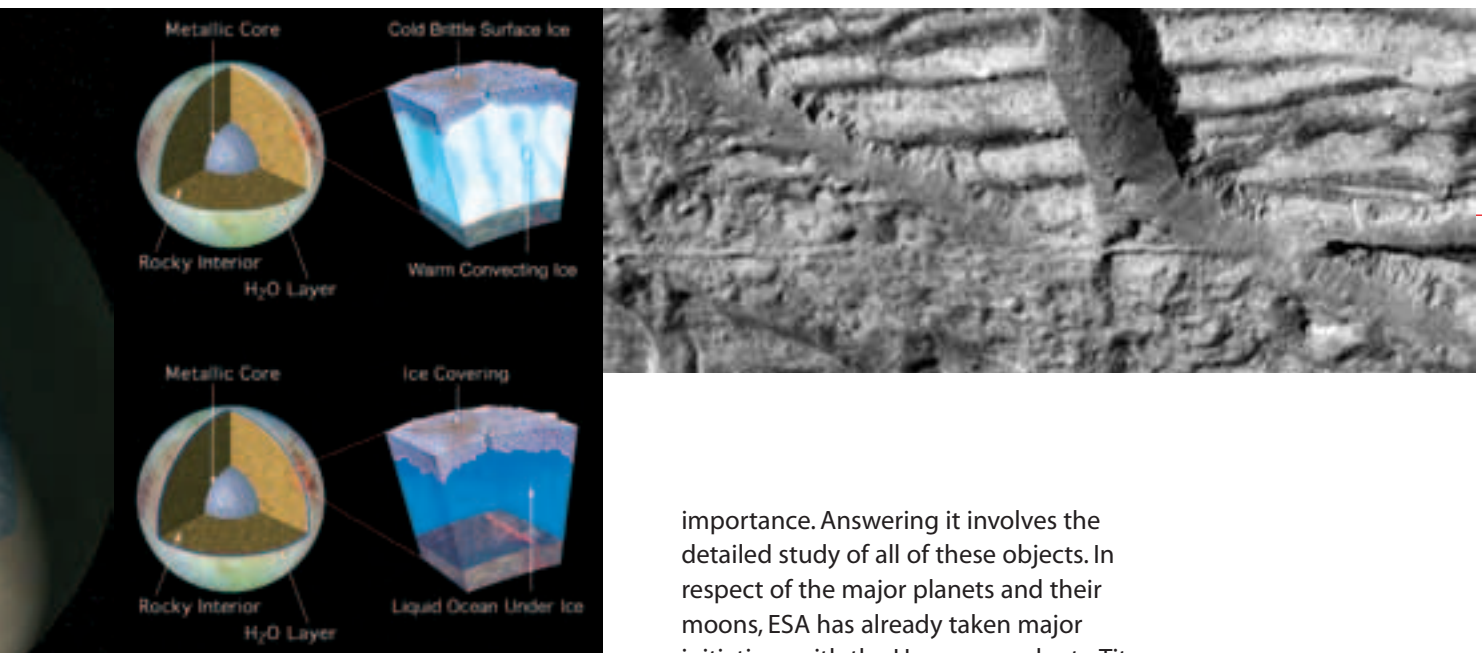 Metallic Core
Cold Brittle Surface Ice
Rocky Interior
H₂O Layer
Warm Convecting Ice
Metallic Core
Ice Covering
Rocky Interior
H₂O Layer
Liquid Ocean Under Ice
importance. Answering it involves the
detailed study of all of these objects. In
respect of the major planets and their
moons, ESA has already taken major